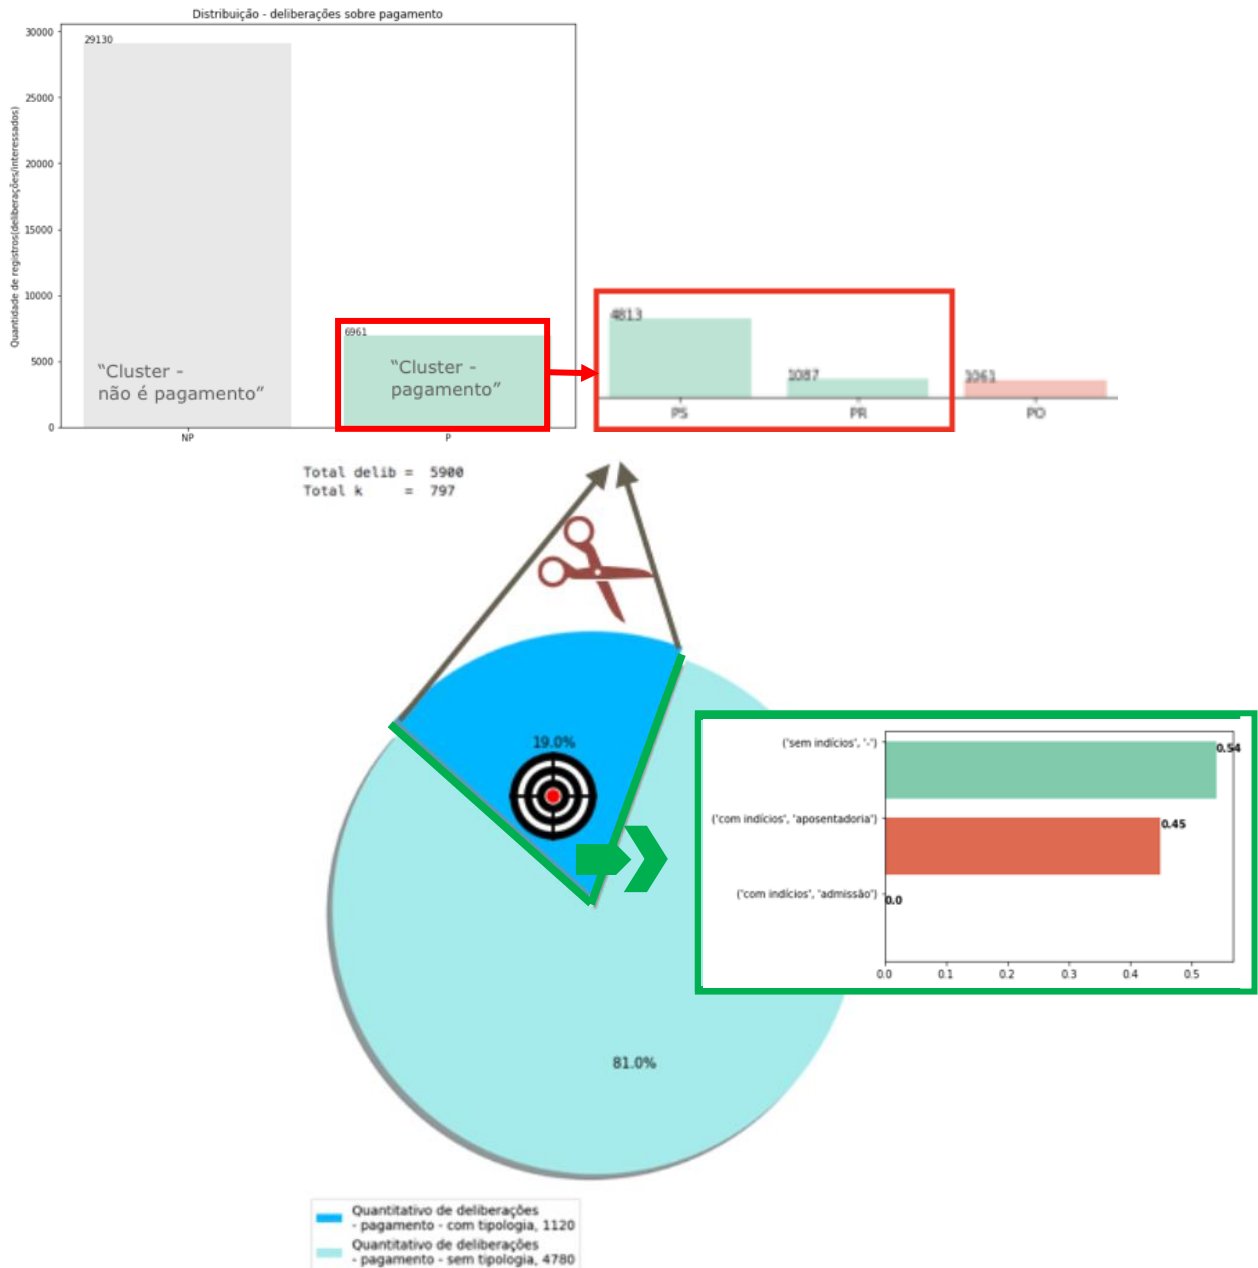 Distribuição - deliberações sobre pagamento
Quantidade de registros(deliberações/interessados)
30000
25000
20000
15000
10000
5000
0
29130
6961
“Cluster -
não é pagamento”
“Cluster -
pagamento”
NP
P
4813
1087
1061
PS
PR
PO
Total delib = 5900
Total k = 797
19.0%
81.0%
('sem indícios', '-')
0.54
('com indícios', 'aposentadoria')
0.45
('com indícios', 'admissão')
0.0
0.0
0.1
0.2
0.3
0.4
0.5
Quantitativo de deliberações
- pagamento - com tipologia, 1120
Quantitativo de deliberações
- pagamento - sem tipologia, 4780